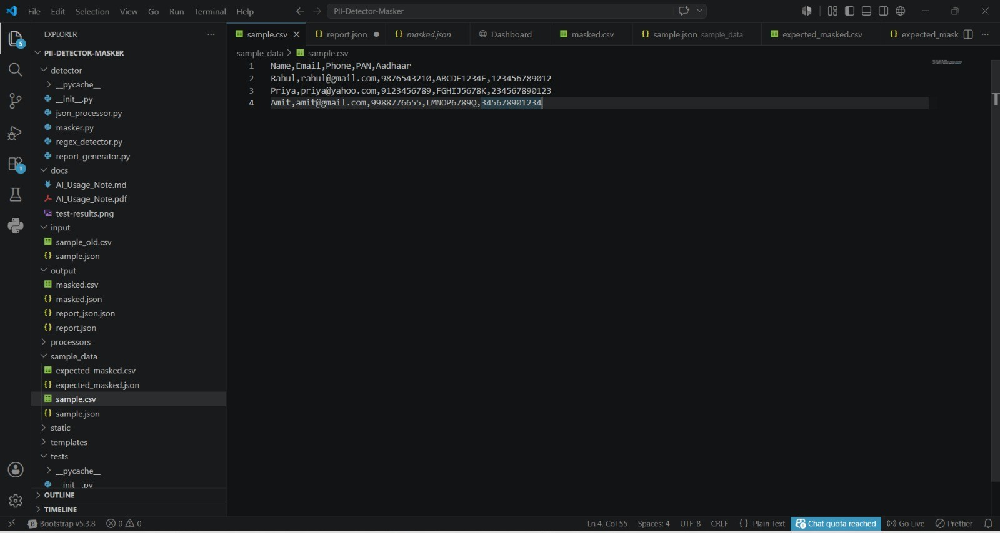 File Edit Selection View Go Run Terminal Help
PII-Detector-Masker
EXPLORER
PII-DETECTOR-MASKER
detector
__pycache__
__init__.py
json_processor.py
masker.py
regex_detector.py
report_generator.py
docs
AI_Usage_Note.md
AI_Usage_Note.pdf
test-results.png
input
sample_old.csv
sample.json
output
masked.csv
masked.json
report_json.json
report.json
processors
sample_data
expected_masked.csv
expected_masked.json
sample.csv
sample.json
static
templates
tests
__pycache__
__init__.py
OUTLINE
TIMELINE
5
1
sample.csv report.json masked.json Dashboard masked.csv sample.json sample_data expected_masked.csv expected_mask
sample_data > sample.csv
1 Name,Email,Phone,PAN,Aadhaar
2 Rahul,rahul@gmail.com,9876543210,ABCDE1234F,123456789012
3 Priya,priya@yahoo.com,9123456789,FGHIJ5678K,234567890123
4 Amit,amit@gmail.com,9988776655,LMNOP6789Q,345678901234
Bootstrap v5.3.8 0 0 Ln 4, Col 55 Spaces: 4 UTF-8 CRLF {} Plain Text Chat quota reached Go Live Prettier